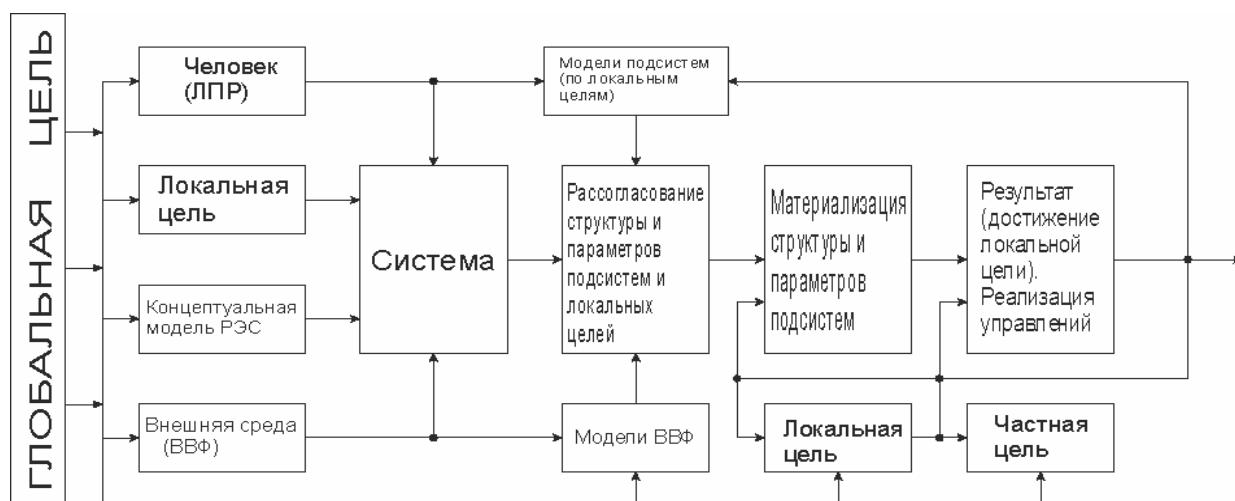 ГЛОБАЛЬНАЯ ЦЕЛЬ
Человек
(ЛПР)
Модели подсистем
(по локальным
целям)
Локальная
цель
Система
Рассогласование
структуры и
параметров
подсистем и
локальных
целей
Материализация
структуры и
параметров
подсистем
Результат
(достижение
локальной
цели).
Реализация
управлений
Концептуальная
модель РЭС
Внешняя среда
(ВВФ)
Модели ВВФ
Локальная
цель
Частная
цель